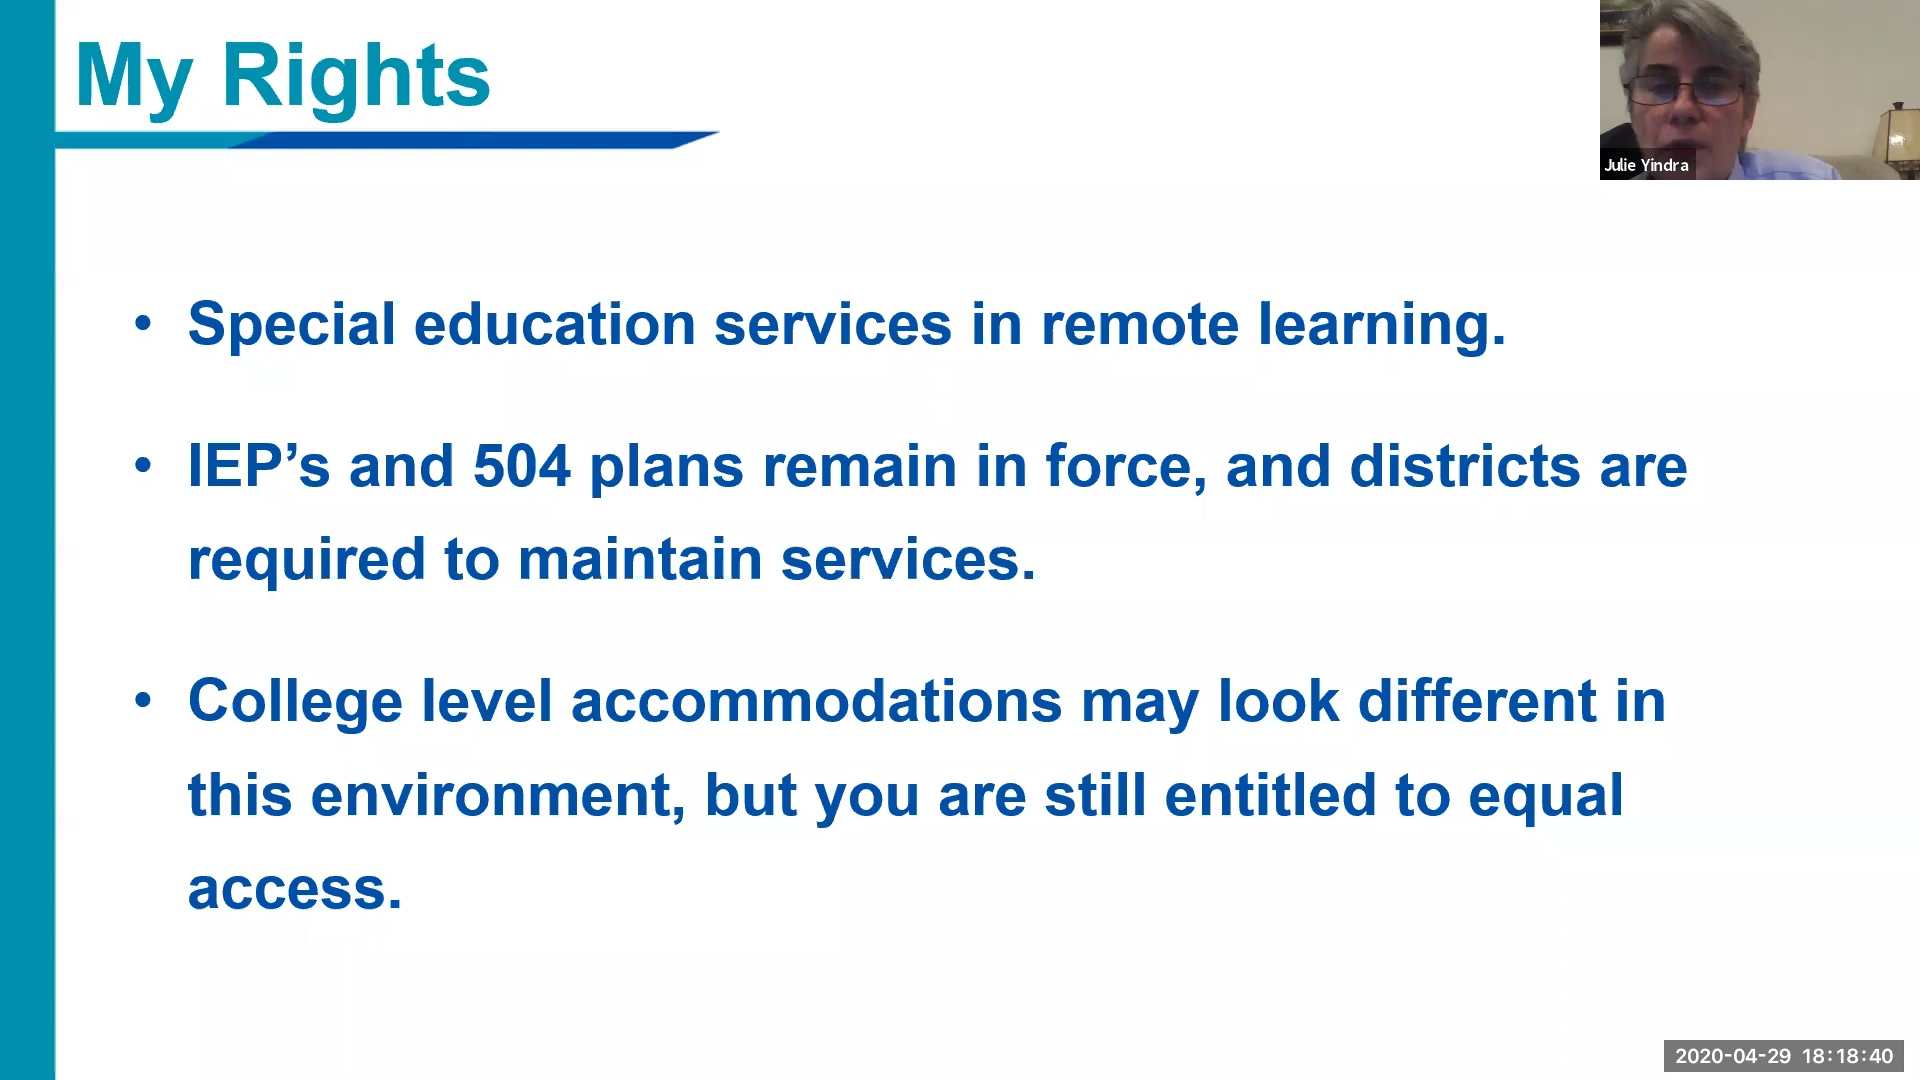 My Rights
Julie Yindra
• Special education services in remote learning.
• IEP’s and 504 plans remain in force, and districts are
required to maintain services.
• College level accommodations may look different in
this environment, but you are still entitled to equal
access.
2020-04-29 18:18:40